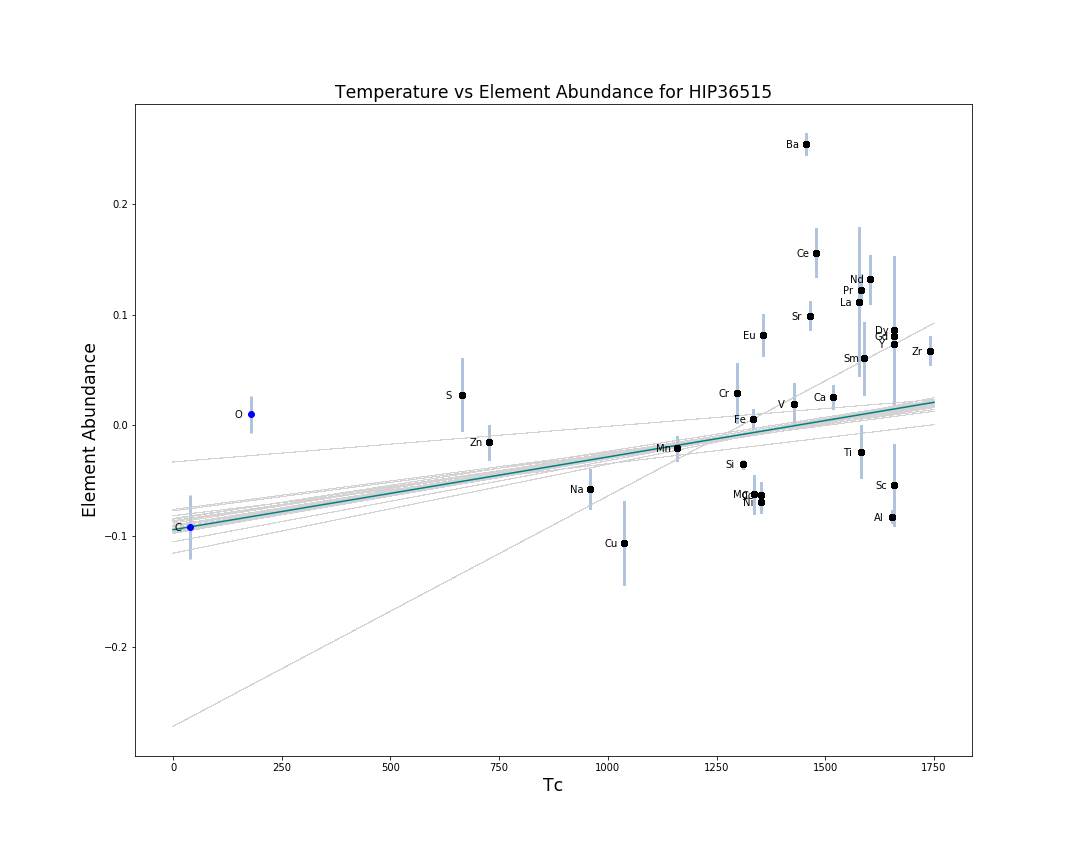 Temperature vs Element Abundance for HIP36515
Element Abundance
0.2
0.1
0.0
−0.1
−0.2
Ba
Ce
Nd
Pr
La
Sr
Dy
Gd
Y
Eu
Sm
Zr
S
Cr
Ca
V
O
Fe
Zn
Mn
Ti
Si
Sc
Na
Mg
Co
Ni
Al
C
Cu
0
250
500
750
1000
1250
1500
1750
Tc